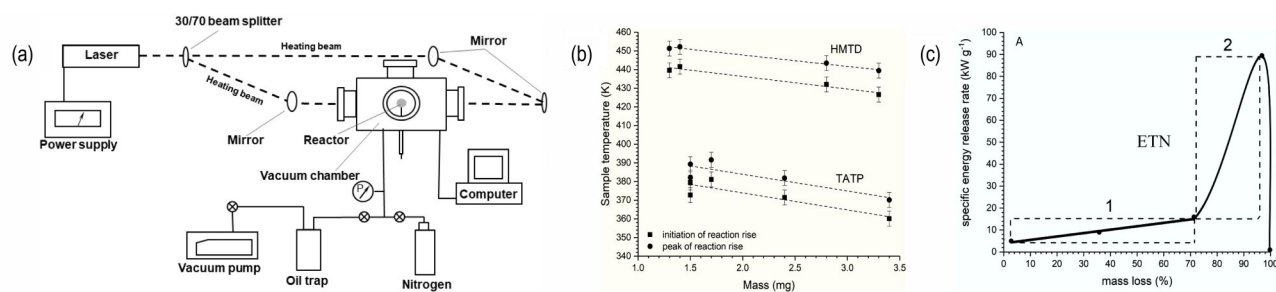 (a)
30/70 beam splitter
Laser
Heating beam
Mirror
Heating beam
Power supply
Mirror
Reactor
Vacuum chamber
Computer
P
Vacuum pump
Oil trap
Nitrogen
(b)
Sample temperature (K)
460
450
440
430
420
410
400
390
380
370
360
350
340
HMTD
TATP
initiation of reaction rise
peak of reaction rise
1.0
1.5
2.0
2.5
3.0
3.5
Mass (mg)
(c)
specific energy release rate (kW g⁻¹)
A
100
90
80
70
60
50
40
30
20
10
0
2
ETN
1
0
10
20
30
40
50
60
70
80
90
100
mass loss (%)